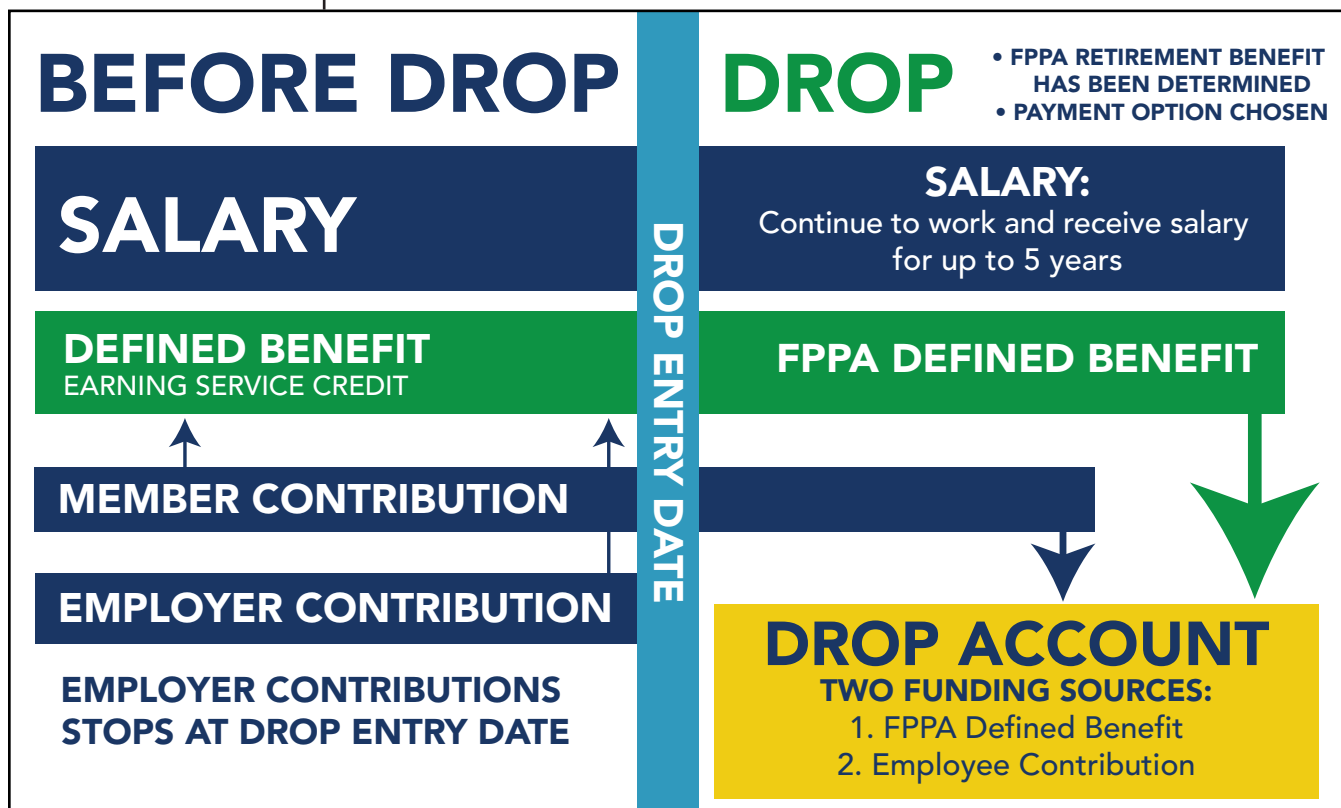 BEFORE DROP
SALARY
DEFINED BENEFIT
EARNING SERVICE CREDIT
MEMBER CONTRIBUTION
EMPLOYER CONTRIBUTION
EMPLOYER CONTRIBUTIONS
STOPS AT DROP ENTRY DATE
DROP ENTRY DATE
DROP
• FPPA RETIREMENT BENEFIT
HAS BEEN DETERMINED
• PAYMENT OPTION CHOSEN
SALARY:
Continue to work and receive salary
for up to 5 years
FPPA DEFINED BENEFIT
DROP ACCOUNT
TWO FUNDING SOURCES:
1. FPPA Defined Benefit
2. Employee Contribution